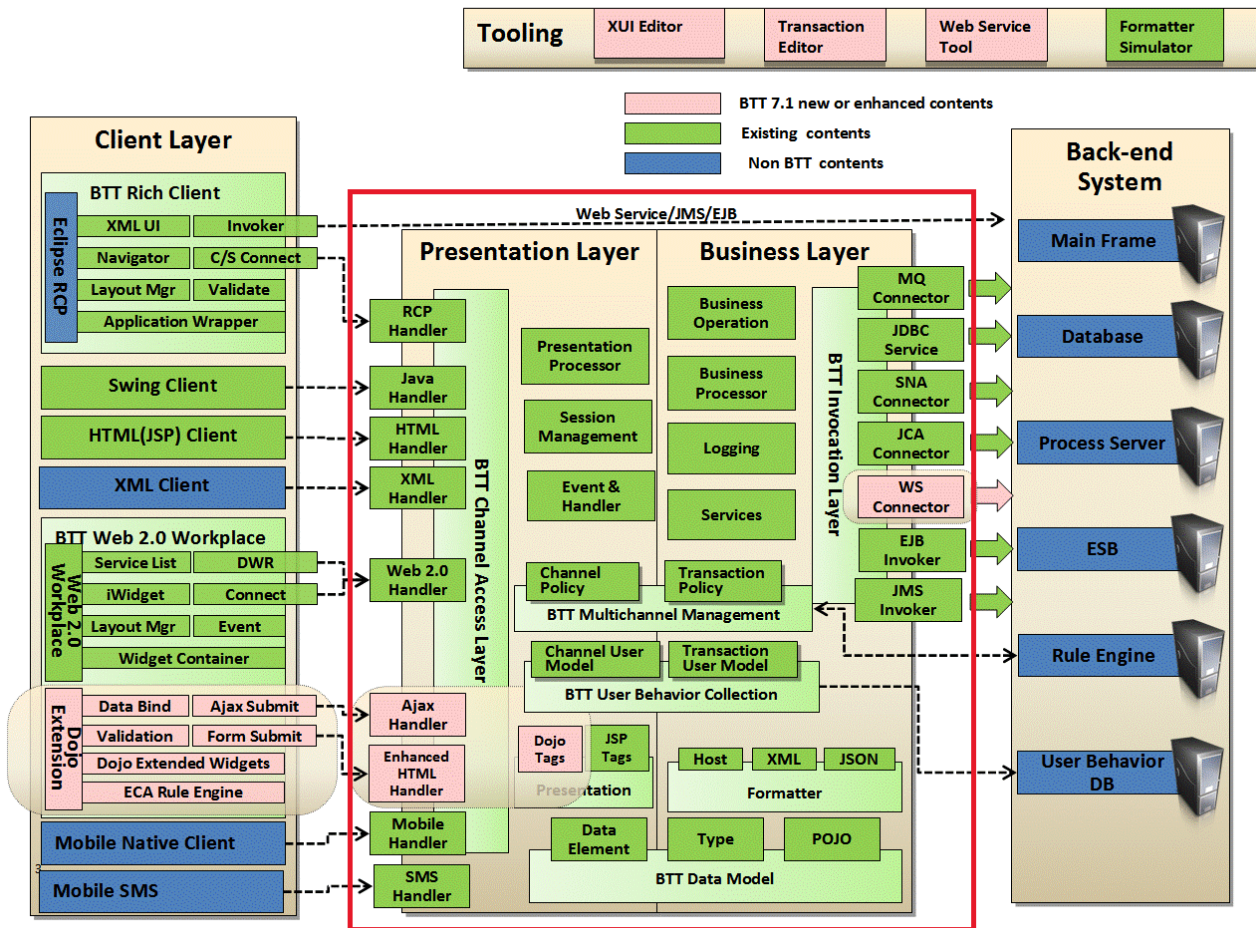 Tooling
XUI Editor
Transaction
Editor
Web Service
Tool
Formatter
Simulator
BTT 7.1 new or enhanced contents
Existing contents
Non BTT contents
Client Layer
BTT Rich Client
Eclipse RCP
XML UI
Invoker
Navigator
C/S Connect
Layout Mgr
Validate
Application Wrapper
Swing Client
HTML(JSP) Client
XML Client
BTT Web 2.0 Workplace
Web 2.0
Workplace
Service List
DWR
iWidget
Connect
Layout Mgr
Event
Widget Container
Dojo
Extension
Data Bind
Ajax Submit
Validation
Form Submit
Dojo Extended Widgets
ECA Rule Engine
Mobile Native Client
3
Mobile SMS
Web Service/JMS/EJB
Presentation Layer
Business Layer
BTT Channel Access Layer
RCP
Handler
Java
Handler
HTML
Handler
XML
Handler
Web 2.0
Handler
Ajax
Handler
Enhanced
HTML
Handler
Mobile
Handler
SMS
Handler
Presentation
Processor
Session
Management
Event &
Handler
Business
Operation
Business
Processor
Logging
Services
Channel
Policy
Transaction
Policy
BTT Multichannel Management
Channel User
Model
Transaction
User Model
BTT User Behavior Collection
Dojo
Tags
JSP
Tags
Presentation
Host
XML
JSON
Formatter
Data
Element
Type
POJO
BTT Data Model
BTT Invocation Layer
MQ
Connector
JDBC
Service
SNA
Connector
JCA
Connector
WS
Connector
EJB
Invoker
JMS
Invoker
Back-end
System
Main Frame
Database
Process Server
ESB
Rule Engine
User Behavior
DB